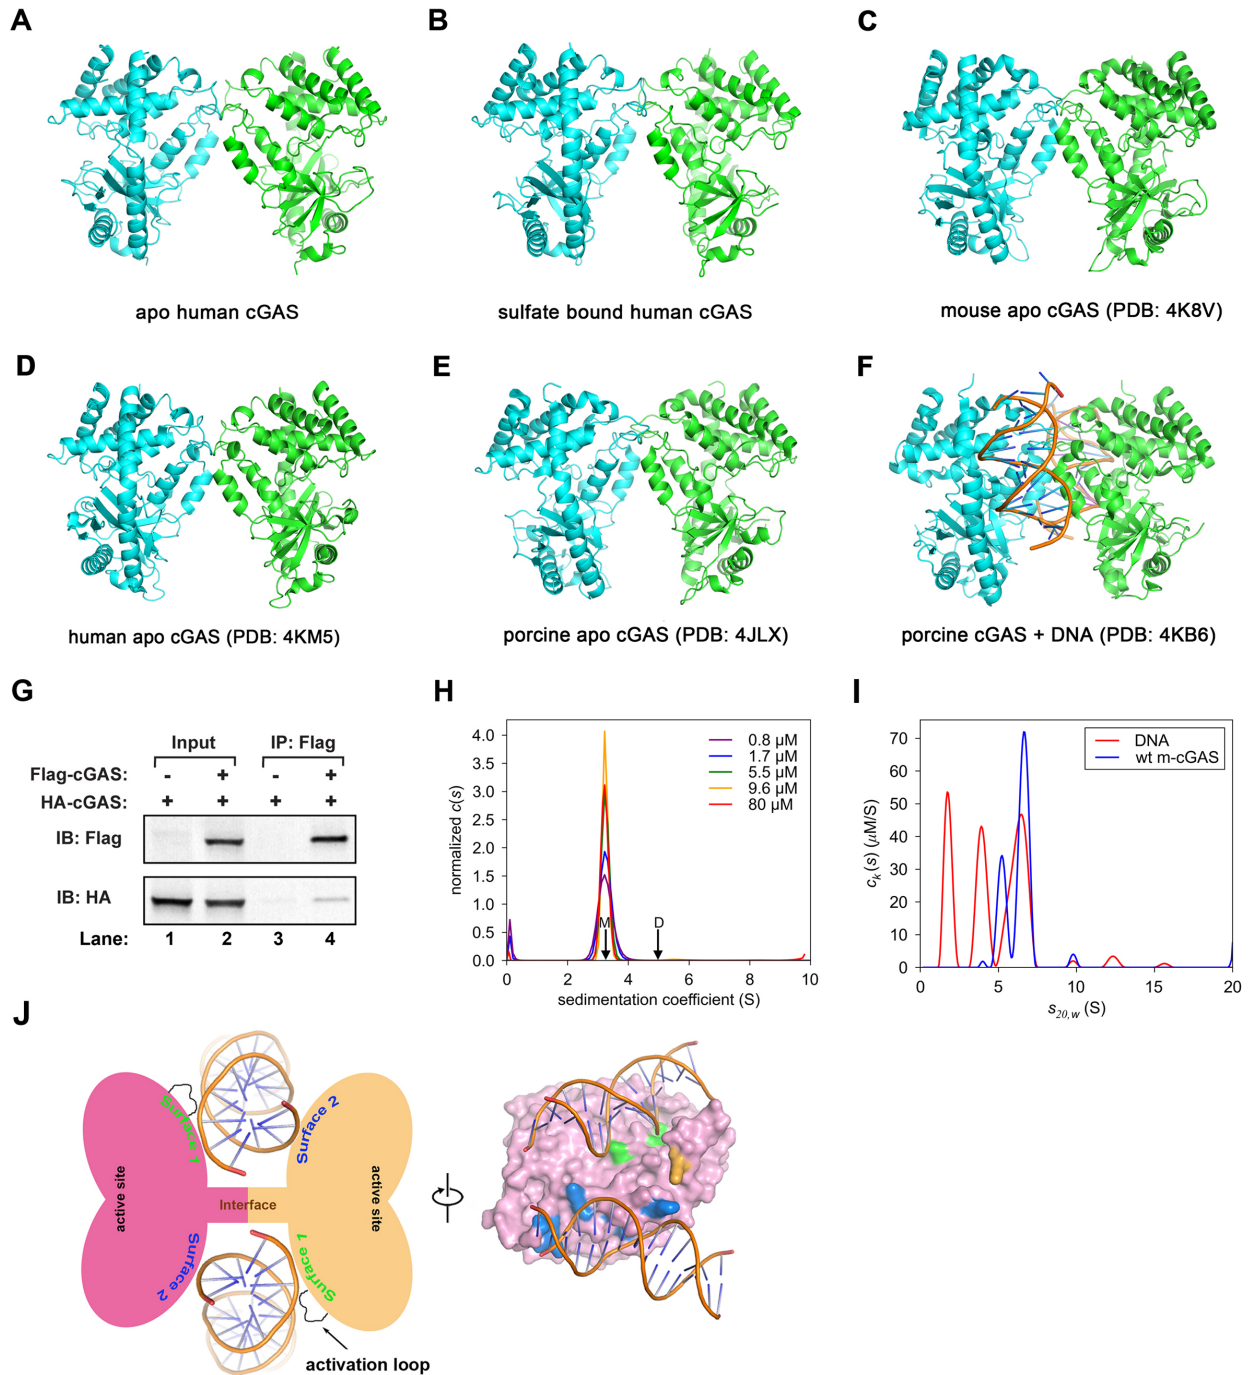 A
B
C
apo human cGAS
sulfate bound human cGAS
mouse apo cGAS (PDB: 4K8V)
D
E
F
human apo cGAS (PDB: 4KM5)
porcine apo cGAS (PDB: 4JLX)
porcine cGAS + DNA (PDB: 4KB6)
G
Input
IP: Flag
Flag-cGAS: - + - +
HA-cGAS: + + + +
IB: Flag
IB: HA
Lane: 1 2 3 4
H
normalized c(s)
4.0
3.5
3.0
2.5
2.0
1.5
1.0
0.5
0.0
0.8 µM
1.7 µM
5.5 µM
9.6 µM
80 µM
M
D
0 2 4 6 8 10
sedimentation coefficient (S)
I
c_k(s) (µM/S)
70
60
50
40
30
20
10
0
DNA
wt m-cGAS
0 5 10 15 20
s_20,w (S)
J
Surface 1
Surface 2
active site
active site
Interface
Surface 2
Surface 1
activation loop